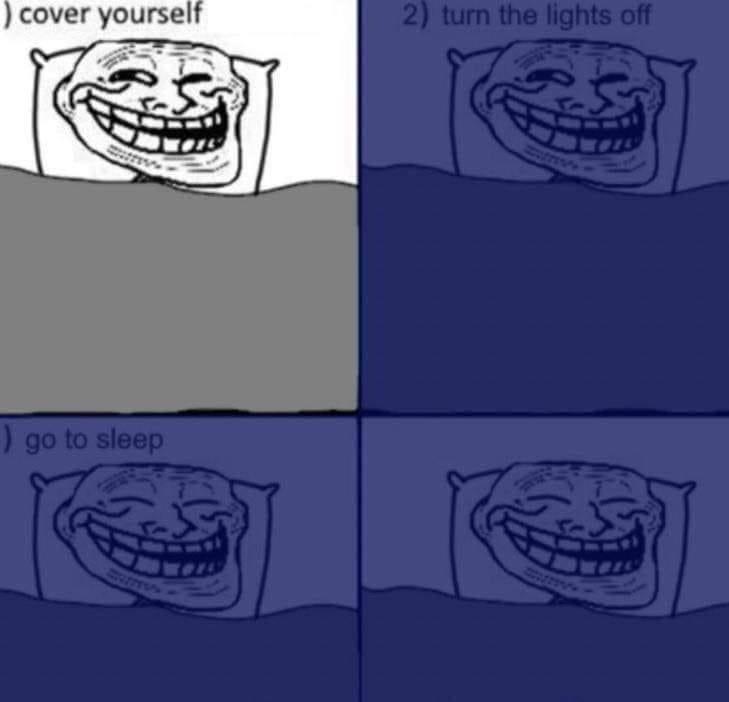 ) cover yourself
2) turn the lights off
) go to sleep